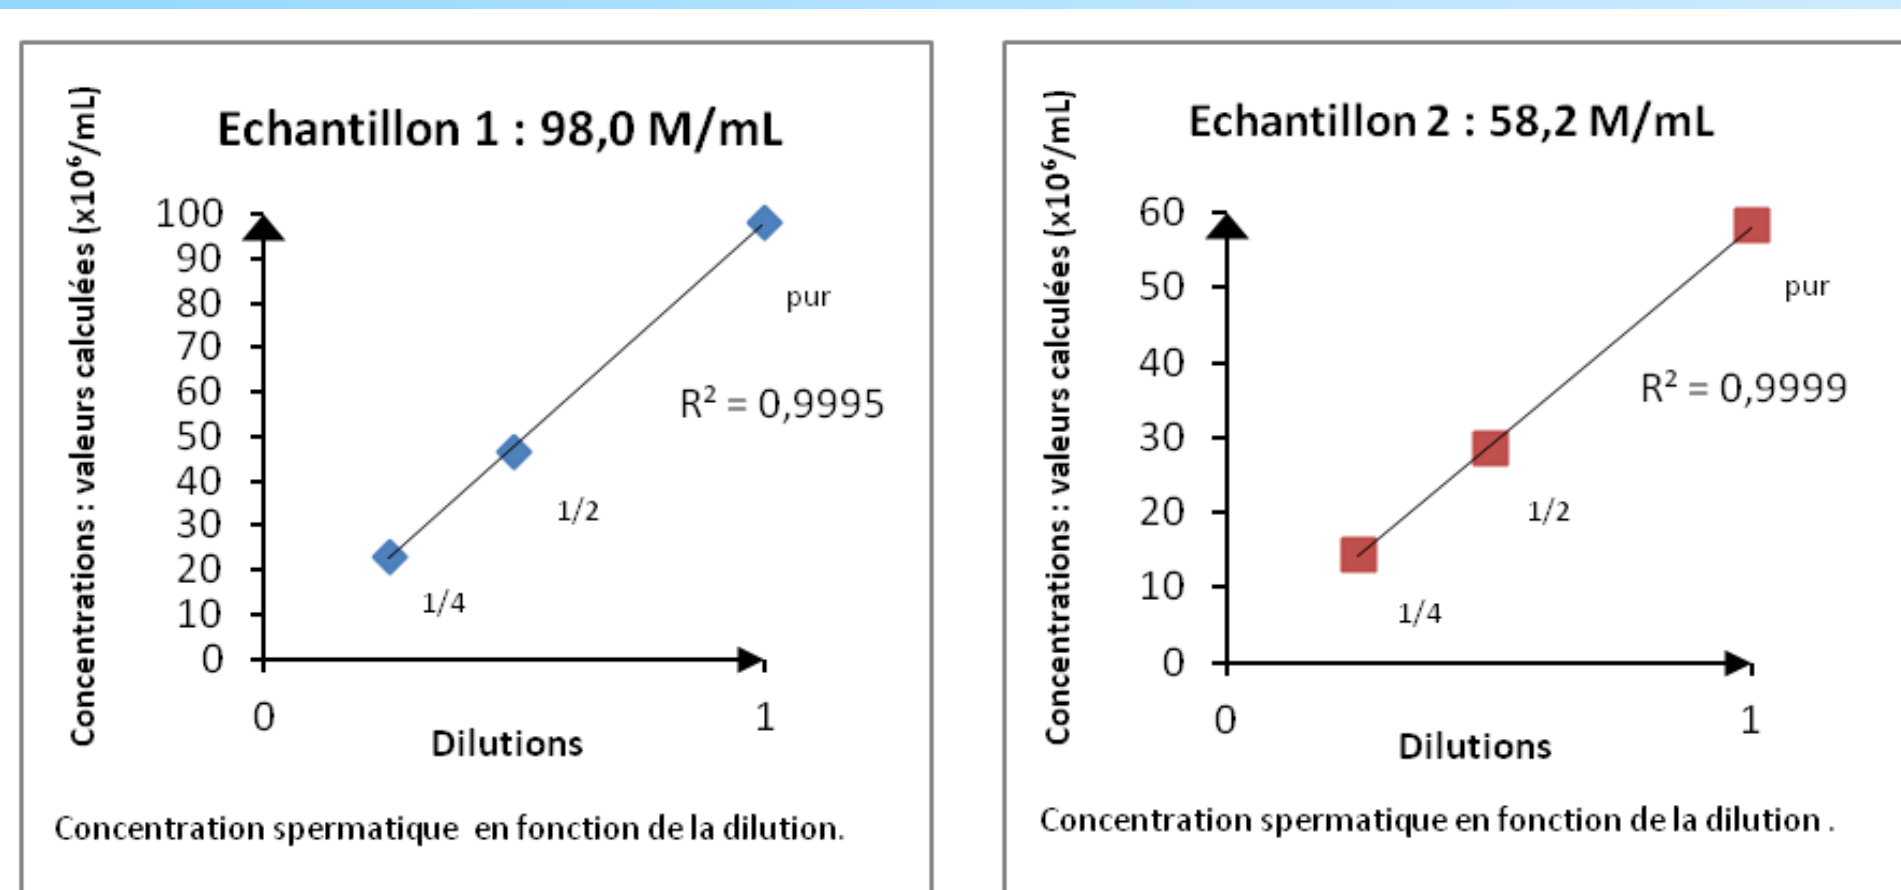 Echantillon 1 : 98,0 M/mL
Concentrations : valeurs calculées (x10⁶/mL)
100
90
80
70
60
50
40
30
20
10
0
pur
R² = 0,9995
1/2
1/4
0
1
Dilutions
Concentration spermatique en fonction de la dilution.
Echantillon 2 : 58,2 M/mL
Concentrations : valeurs calculées (x10⁶/mL)
60
50
40
30
20
10
0
pur
R² = 0,9999
1/2
1/4
0
1
Dilutions
Concentration spermatique en fonction de la dilution .